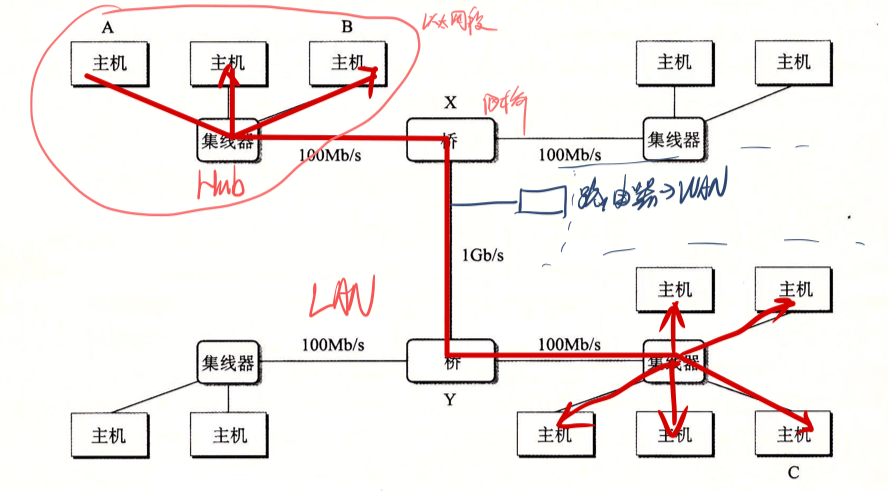 A
B
以太网段
主机
主机
主机
主机
主机
X
网桥
集线器
桥
集线器
100Mb/s
100Mb/s
Hub
路由器→WAN
1Gb/s
LAN
主机
主机
100Mb/s
100Mb/s
集线器
桥
集线器
Y
主机
主机
主机
主机
主机
C